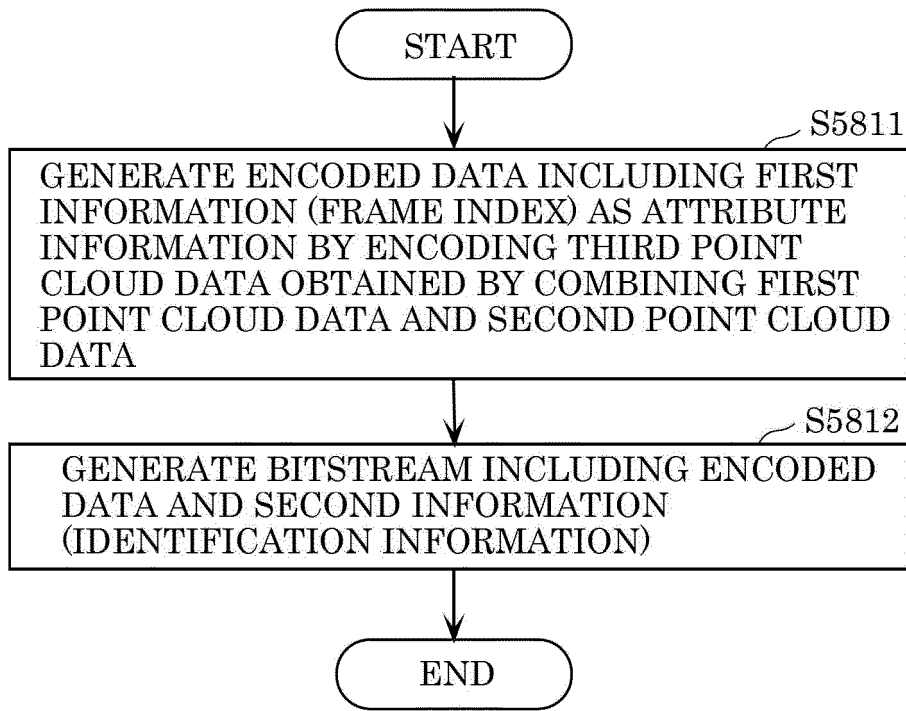 START
S5811
GENERATE ENCODED DATA INCLUDING FIRST
INFORMATION (FRAME INDEX) AS ATTRIBUTE
INFORMATION BY ENCODING THIRD POINT
CLOUD DATA OBTAINED BY COMBINING FIRST
POINT CLOUD DATA AND SECOND POINT CLOUD
DATA
S5812
GENERATE BITSTREAM INCLUDING ENCODED
DATA AND SECOND INFORMATION
(IDENTIFICATION INFORMATION)
END